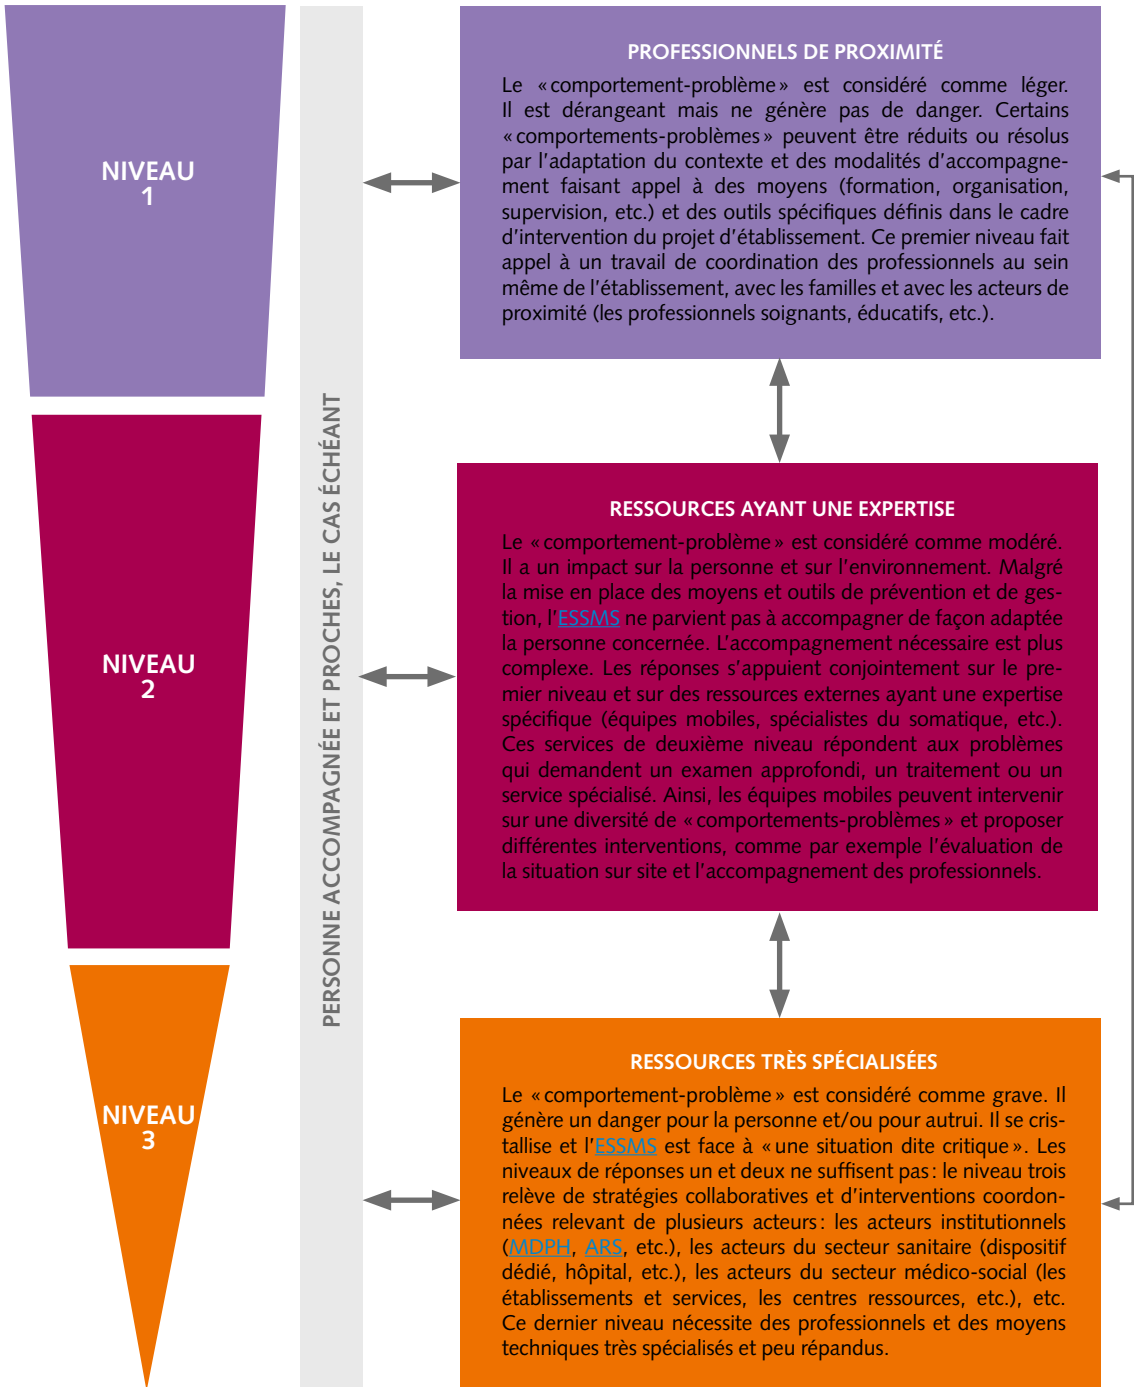 NIVEAU
1
PERSONNE ACCOMPAGNÉE ET PROCHES, LE CAS ÉCHÉANT
PROFESSIONNELS DE PROXIMITÉ
Le «comportement-problème» est considéré comme léger.
Il est dérangeant mais ne génère pas de danger. Certains
«comportements-problèmes» peuvent être réduits ou résolus
par l'adaptation du contexte et des modalités d'accompagne-
ment faisant appel à des moyens (formation, organisation,
supervision, etc.) et des outils spécifiques définis dans le cadre
d'intervention du projet d'établissement. Ce premier niveau fait
appel à un travail de coordination des professionnels au sein
même de l'établissement, avec les familles et avec les acteurs de
proximité (les professionnels soignants, éducatifs, etc.).
NIVEAU
2
RESSOURCES AYANT UNE EXPERTISE
Le «comportement-problème» est considéré comme modéré.
Il a un impact sur la personne et sur l'environnement. Malgré
la mise en place des moyens et outils de prévention et de ges-
tion, l'ESSMS ne parvient pas à accompagner de façon adaptée
la personne concernée. L'accompagnement nécessaire est plus
complexe. Les réponses s'appuient conjointement sur le pre-
mier niveau et sur des ressources externes ayant une expertise
spécifique (équipes mobiles, spécialistes du somatique, etc.).
Ces services de deuxième niveau répondent aux problèmes
qui demandent un examen approfondi, un traitement ou un
service spécialisé. Ainsi, les équipes mobiles peuvent intervenir
sur une diversité de «comportements-problèmes» et proposer
différentes interventions, comme par exemple l'évaluation de
la situation sur site et l'accompagnement des professionnels.
NIVEAU
3
RESSOURCES TRÈS SPÉCIALISÉES
Le «comportement-problème» est considéré comme grave. Il
génère un danger pour la personne et/ou pour autrui. Il se cris-
tallise et l'ESSMS est face à «une situation dite critique». Les
niveaux de réponses un et deux ne suffisent pas: le niveau trois
relève de stratégies collaboratives et d'interventions coordon-
nées relevant de plusieurs acteurs: les acteurs institutionnels
(MDPH, ARS, etc.), les acteurs du secteur sanitaire (dispositif
dédié, hôpital, etc.), les acteurs du secteur médico-social (les
établissements et services, les centres ressources, etc.), etc.
Ce dernier niveau nécessite des professionnels et des moyens
techniques très spécialisés et peu répandus.